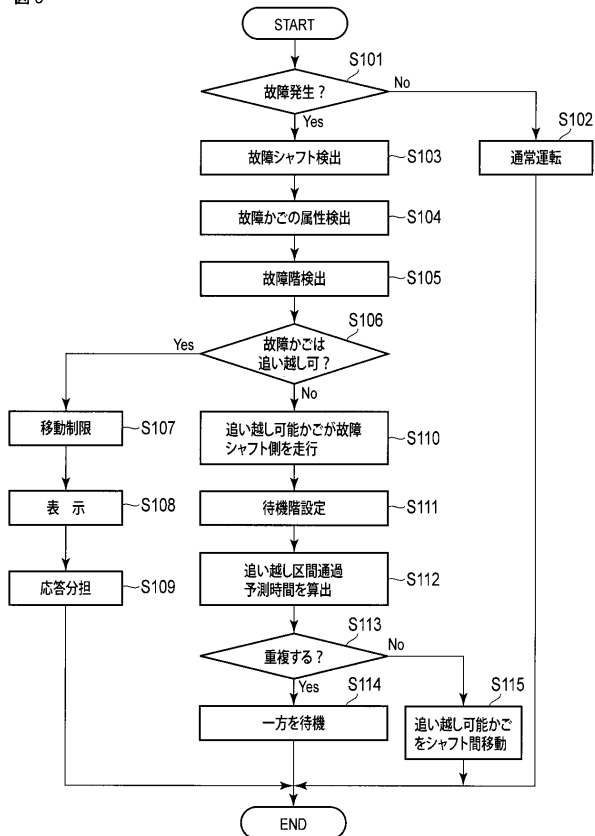 START
S101
故障発生？
No
Yes
S102
通常運転
故障シャフト検出
S103
故障かごの属性検出
S104
故障階検出
S105
S106
故障かごは
追い越し可？
Yes
No
移動制限
S107
表 示
S108
応答分担
S109
追い越し可能かごが故障
シャフト側を走行
S110
待機階設定
S111
追い越し区間通過
予測時間を算出
S112
S113
重複する？
No
Yes
S114
一方を待機
S115
追い越し可能かご
をシャフト間移動
END